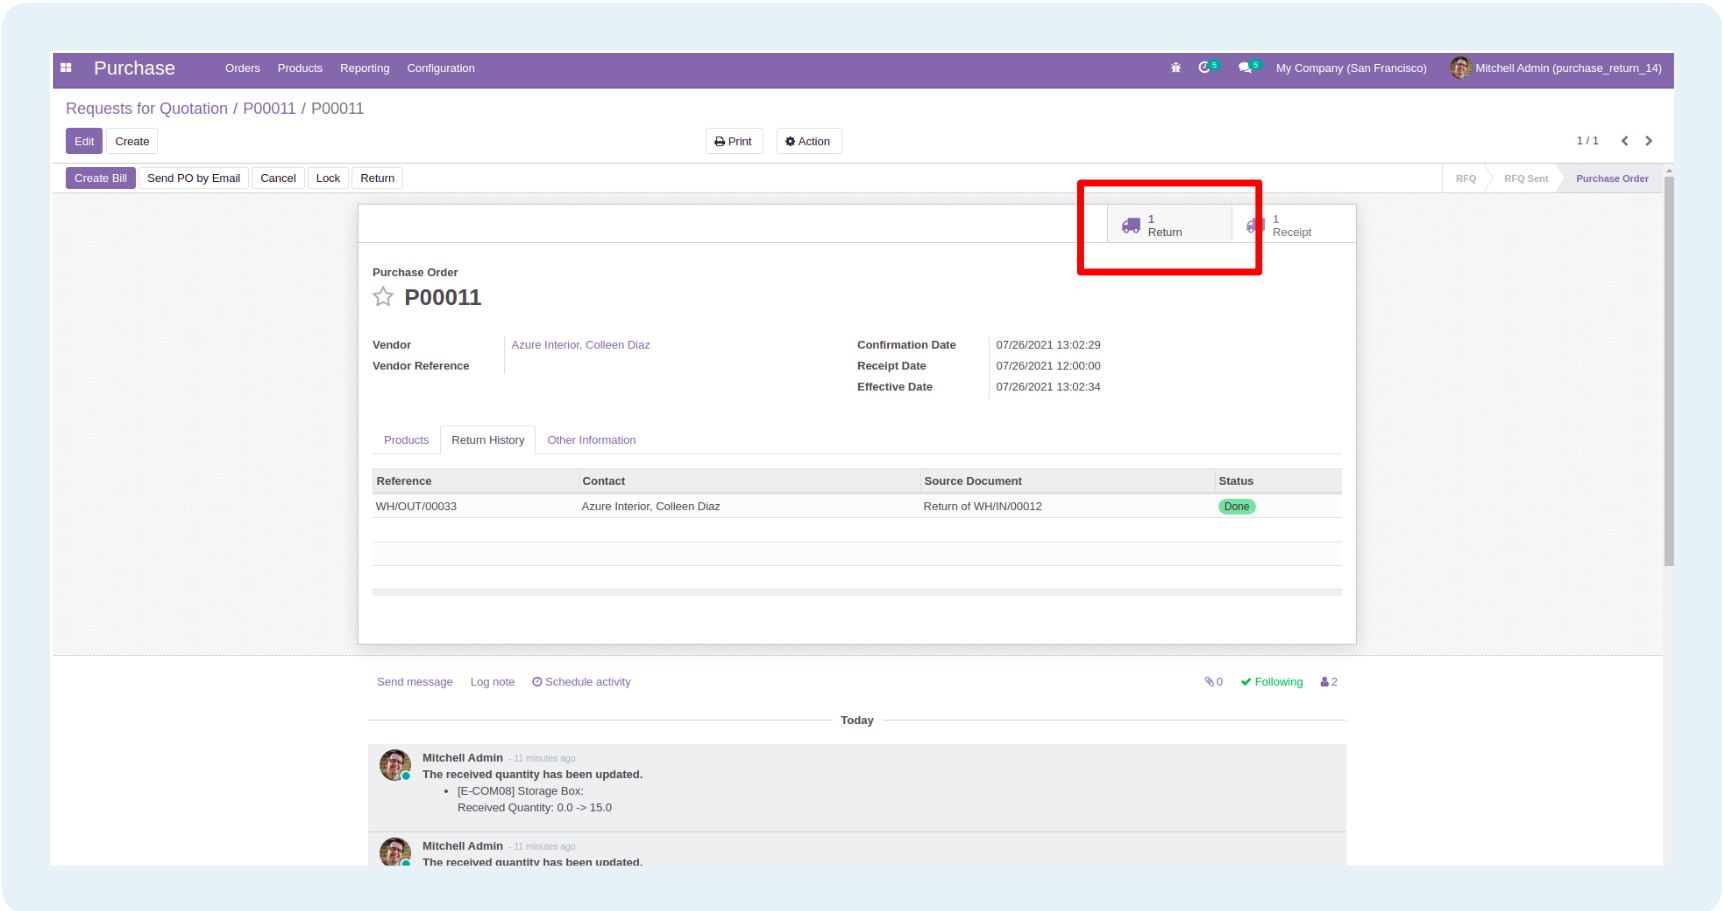 Purchase Orders Products Reporting Configuration 5 5 My Company (San Francisco) Mitchell Admin (purchase_return_14)
Requests for Quotation / P00011 / P00011
Edit Create Print Action 1 / 1
Create Bill Send PO by Email Cancel Lock Return RFQ RFQ Sent Purchase Order
1 Return
1 Receipt
Purchase Order
P00011
Vendor Azure Interior, Colleen Diaz Confirmation Date 07/26/2021 13:02:29
Vendor Reference Receipt Date 07/26/2021 12:00:00
Effective Date 07/26/2021 13:02:34
Products Return History Other Information
Reference Contact Source Document Status
WH/OUT/00033 Azure Interior, Colleen Diaz Return of WH/IN/00012 Done
Send message Log note Schedule activity 0 Following 2
Today
Mitchell Admin - 11 minutes ago
The received quantity has been updated.
• [E-COM08] Storage Box:
Received Quantity: 0.0 -> 15.0
Mitchell Admin - 11 minutes ago
The received quantity has been updated.